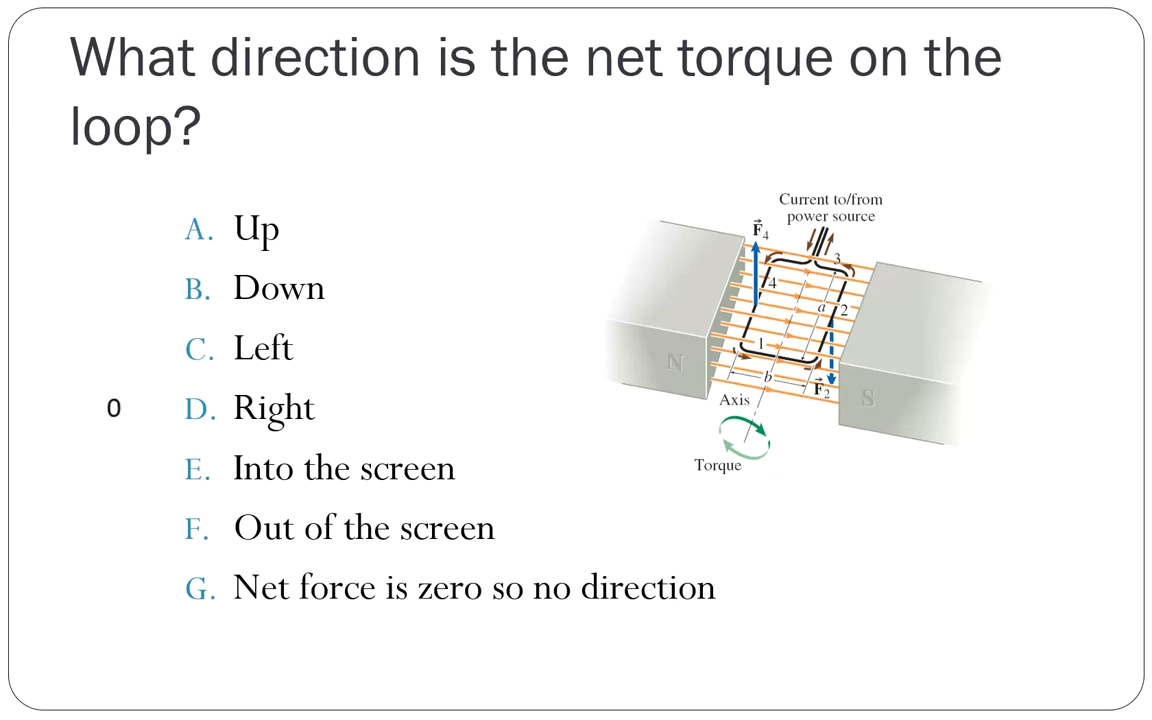 What direction is the net torque on the
loop?
A. Up
B. Down
C. Left
0
D. Right
E. Into the screen
F. Out of the screen
G. Net force is zero so no direction
Current to/from
power source
F⃗4
3
4
a
2
1
N
b
F⃗2
S
Axis
Torque